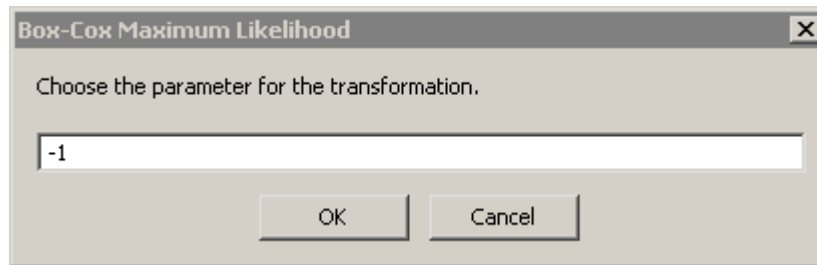 Box-Cox Maximum Likelihood
Choose the parameter for the transformation.
-1
OK Cancel